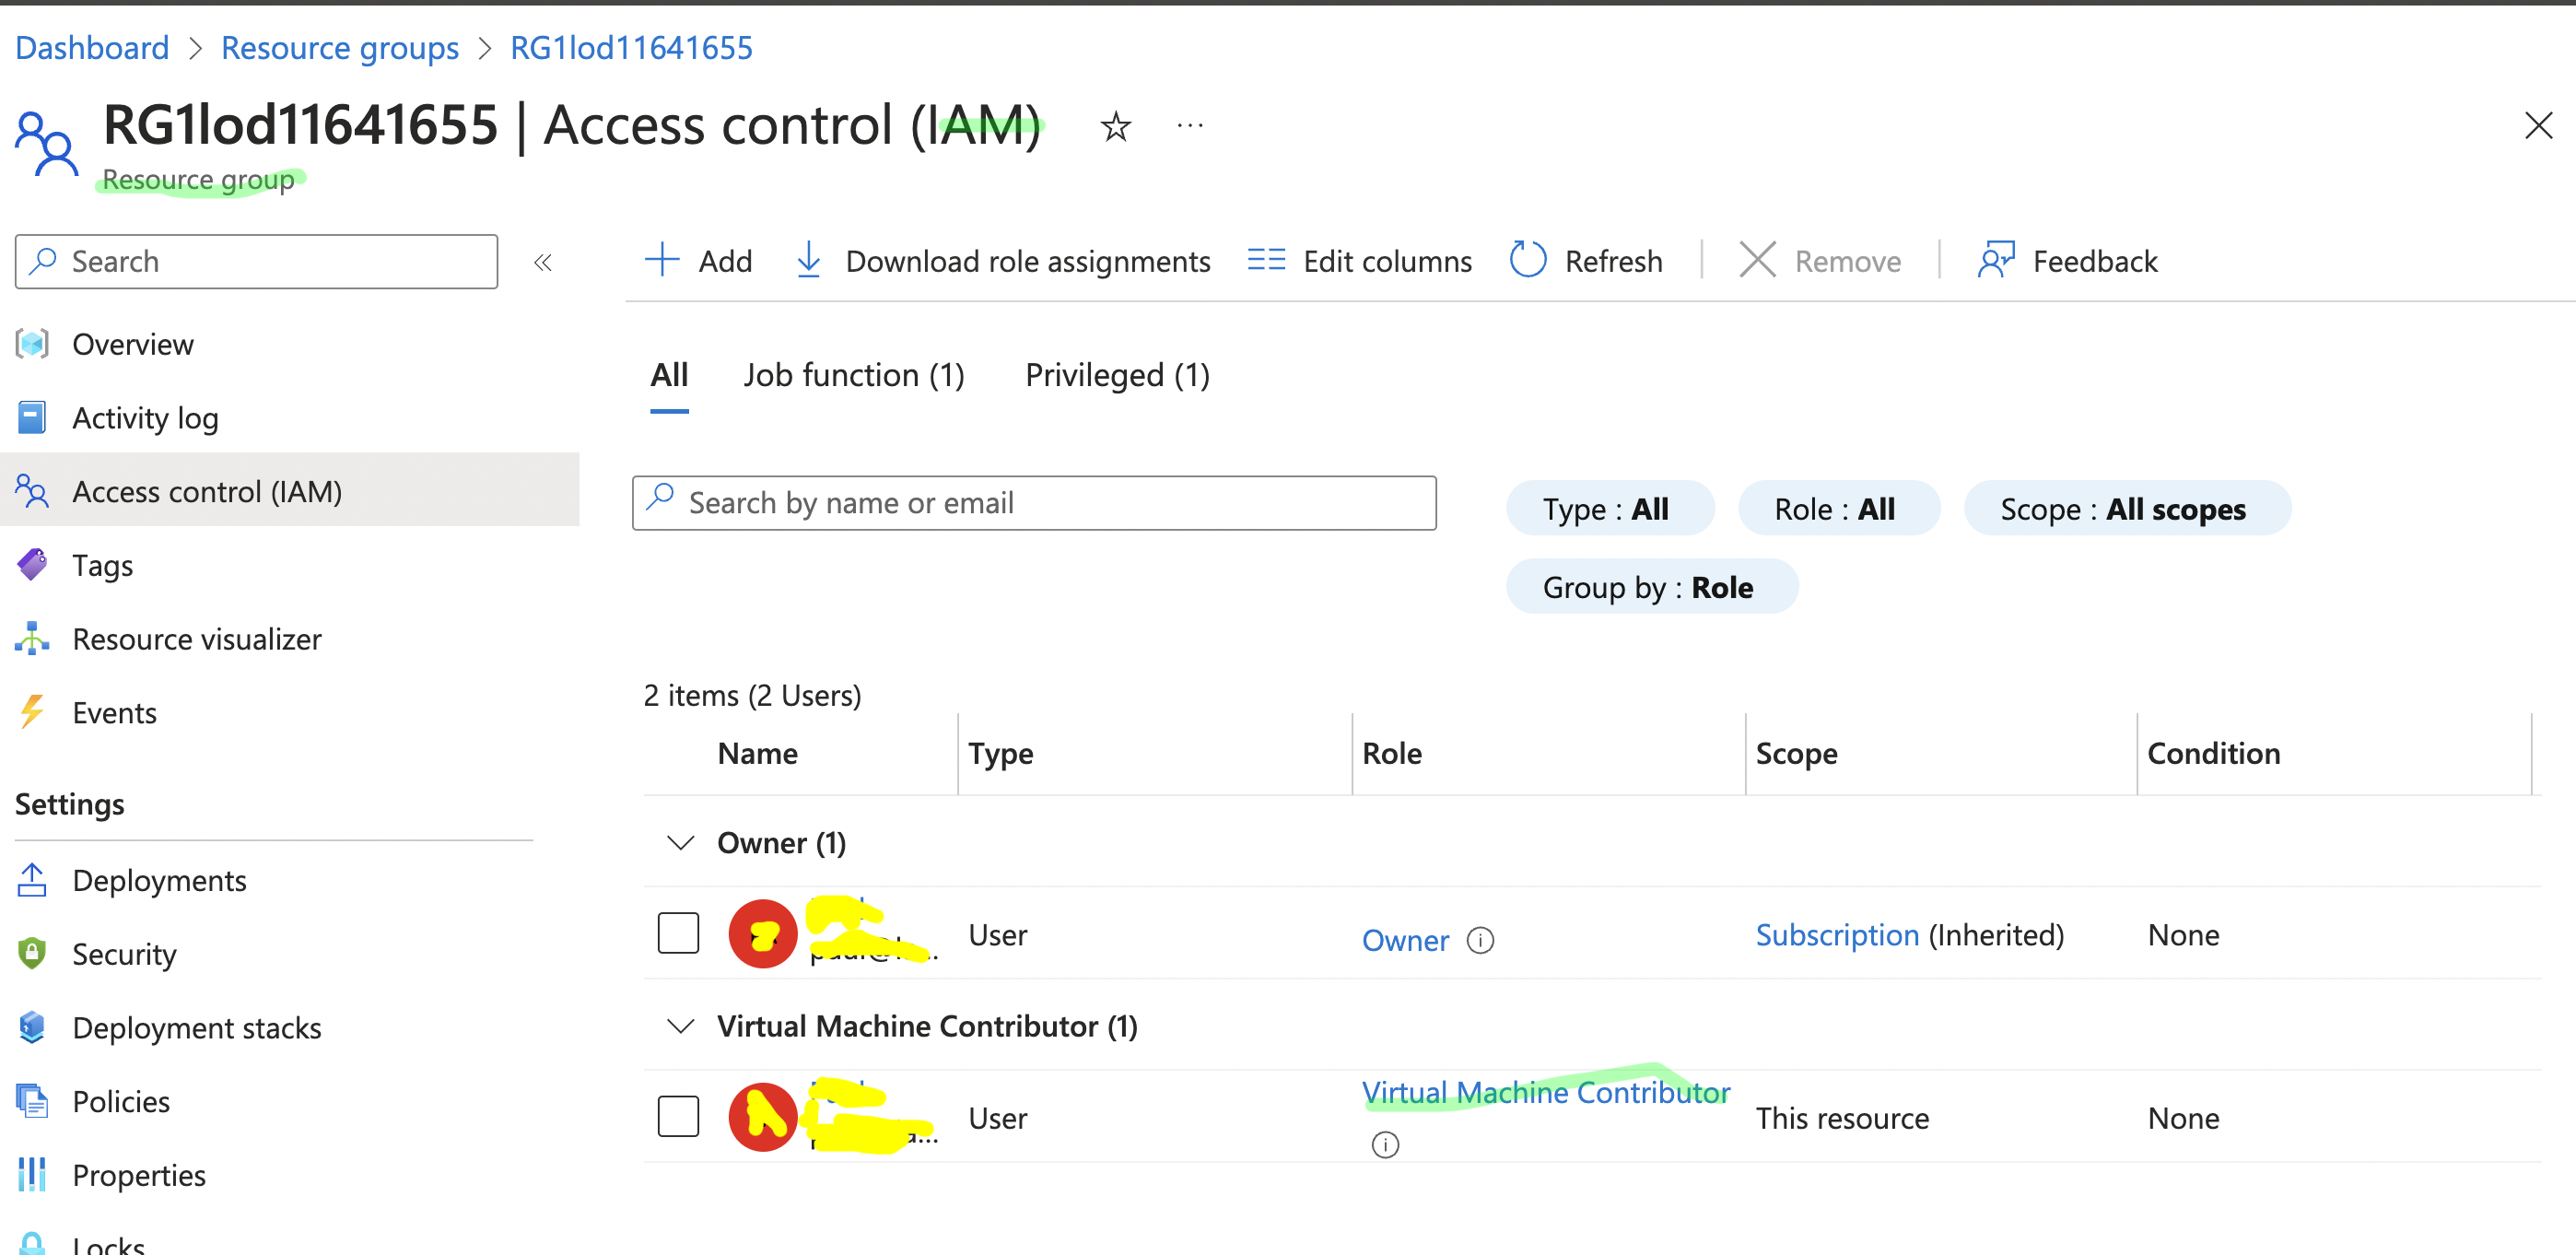 Dashboard > Resource groups > RG1lod11641655
RG1lod11641655 | Access control (IAM)
Resource group
Search
Add
Download role assignments
Edit columns
Refresh
Remove
Feedback
Overview
Activity log
Access control (IAM)
Tags
Resource visualizer
Events
Settings
Deployments
Security
Deployment stacks
Policies
Properties
Locks
All
Job function (1)
Privileged (1)
Search by name or email
Type : All
Role : All
Scope : All scopes
Group by : Role
2 items (2 Users)
Name Type Role Scope Condition
Owner (1)
User Owner Subscription (Inherited) None
Virtual Machine Contributor (1)
User Virtual Machine Contributor This resource None